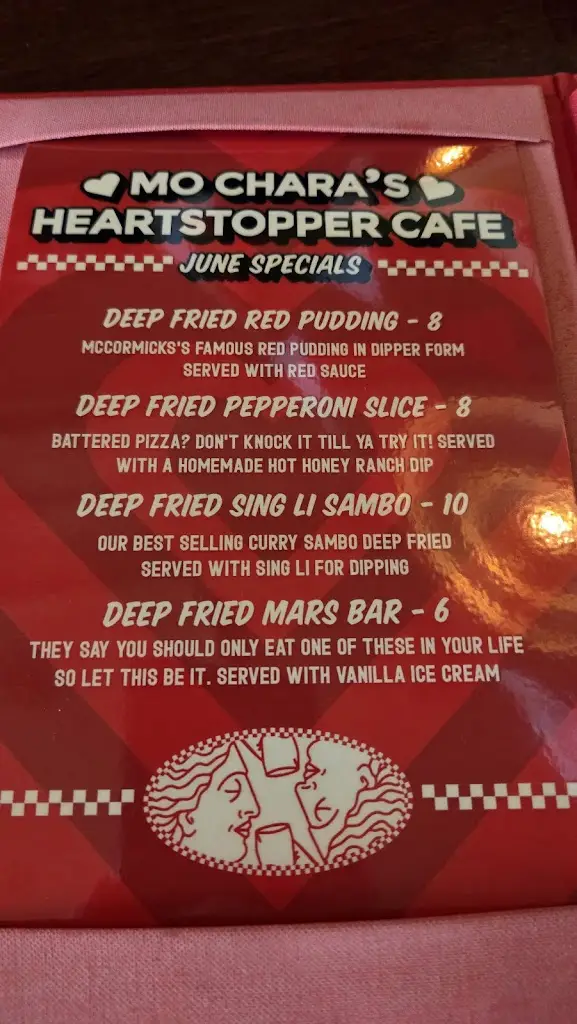 MO CHARA'S
HEARTSTOPPER CAFE
JUNE SPECIALS
DEEP FRIED RED PUDDING - 8
MCCORMICKS'S FAMOUS RED PUDDING IN DIPPER FORM
SERVED WITH RED SAUCE
DEEP FRIED PEPPERONI SLICE - 8
BATTERED PIZZA? DON'T KNOCK IT TILL YA TRY IT! SERVED
WITH A HOMEMADE HOT HONEY RANCH DIP
DEEP FRIED SING LI SAMBO - 10
OUR BEST SELLING CURRY SAMBO DEEP FRIED
SERVED WITH SING LI FOR DIPPING
DEEP FRIED MARS BAR - 6
THEY SAY YOU SHOULD ONLY EAT ONE OF THESE IN YOUR LIFE
SO LET THIS BE IT. SERVED WITH VANILLA ICE CREAM